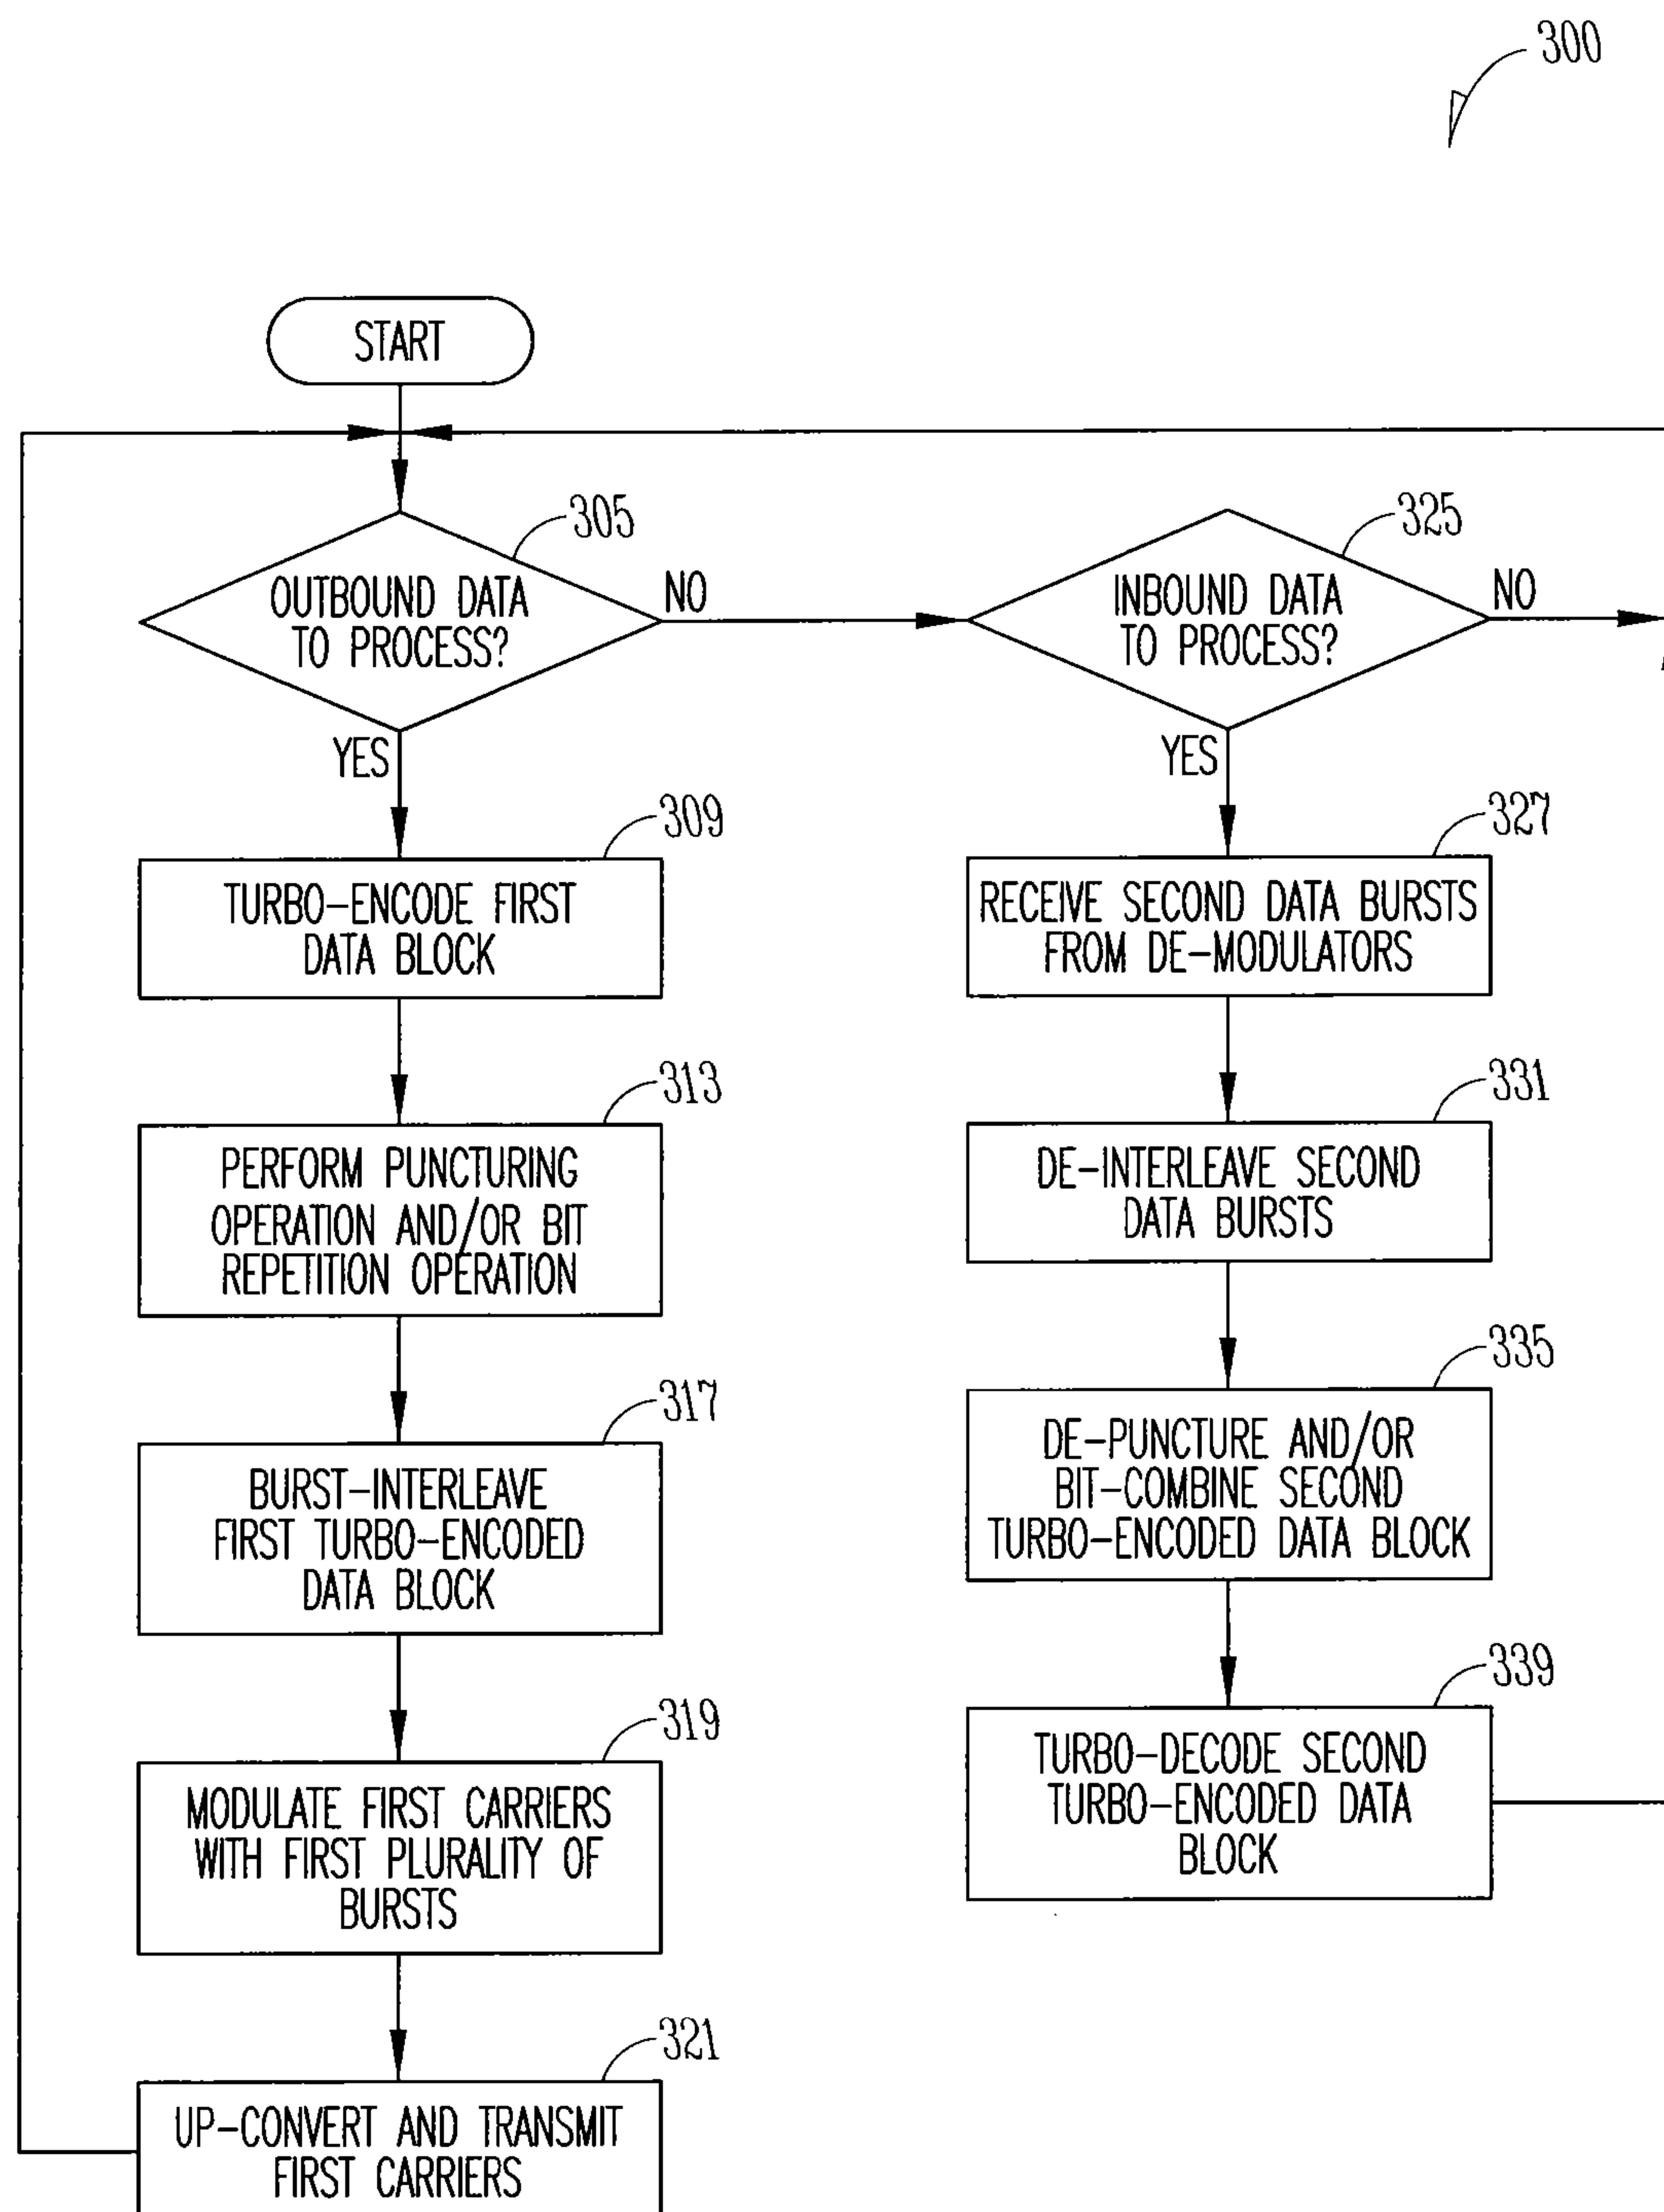 300
START
305
OUTBOUND DATA
TO PROCESS?
NO
YES
325
INBOUND DATA
TO PROCESS?
NO
YES
309
TURBO-ENCODE FIRST
DATA BLOCK
313
PERFORM PUNCTURING
OPERATION AND/OR BIT
REPETITION OPERATION
317
BURST-INTERLEAVE
FIRST TURBO-ENCODED
DATA BLOCK
319
MODULATE FIRST CARRIERS
WITH FIRST PLURALITY OF
BURSTS
321
UP-CONVERT AND TRANSMIT
FIRST CARRIERS
327
RECEIVE SECOND DATA BURSTS
FROM DE-MODULATORS
331
DE-INTERLEAVE SECOND
DATA BURSTS
335
DE-PUNCTURE AND/OR
BIT-COMBINE SECOND
TURBO-ENCODED DATA BLOCK
339
TURBO-DECODE SECOND
TURBO-ENCODED DATA
BLOCK